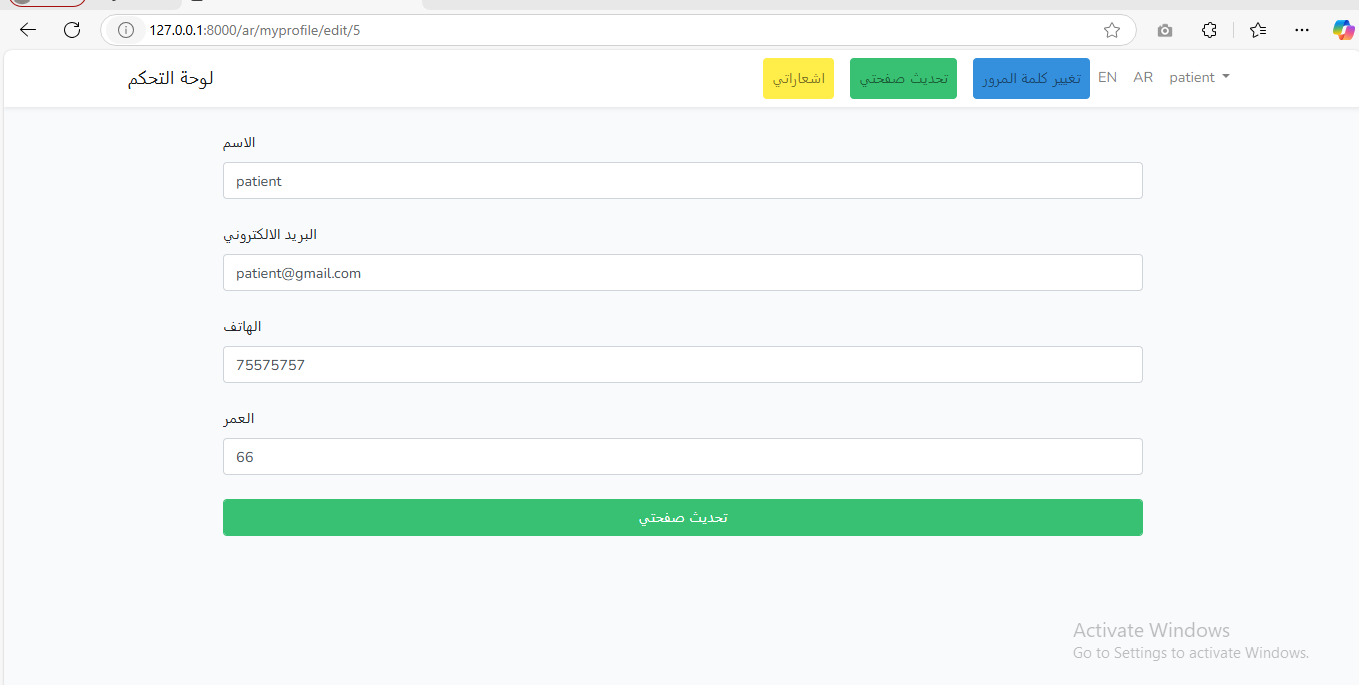 127.0.0.1:8000/ar/myprofile/edit/5
لوحة التحكم
اشعاراتي
تحديث صفحتي
تغيير كلمة المرور
EN
AR
patient
الاسم
patient
البريد الالكتروني
patient@gmail.com
الهاتف
75575757
العمر
66
تحديث صفحتي
Activate Windows
Go to Settings to activate Windows.